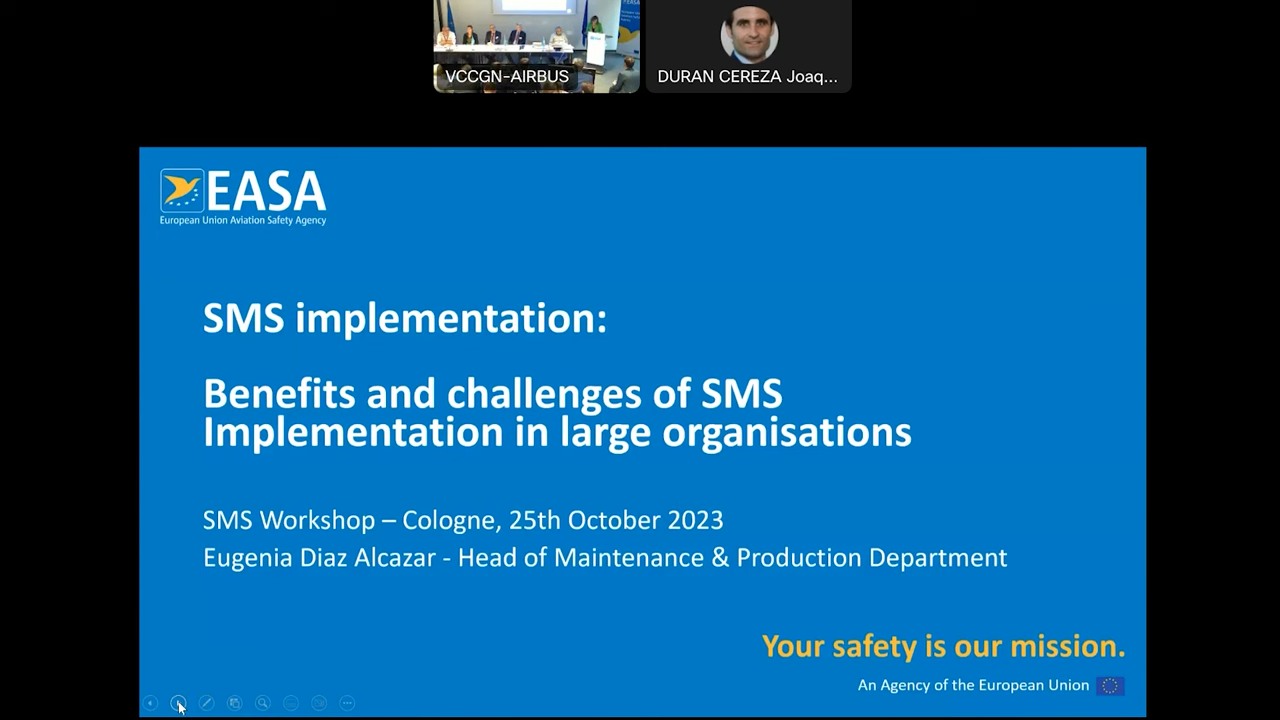 VCCGN-AIRBUS
DURAN CEREZA Joaq...
EASA
European Union Aviation Safety Agency
SMS implementation:
Benefits and challenges of SMS
Implementation in large organisations
SMS Workshop – Cologne, 25th October 2023
Eugenia Diaz Alcazar - Head of Maintenance & Production Department
Your safety is our mission.
An Agency of the European Union